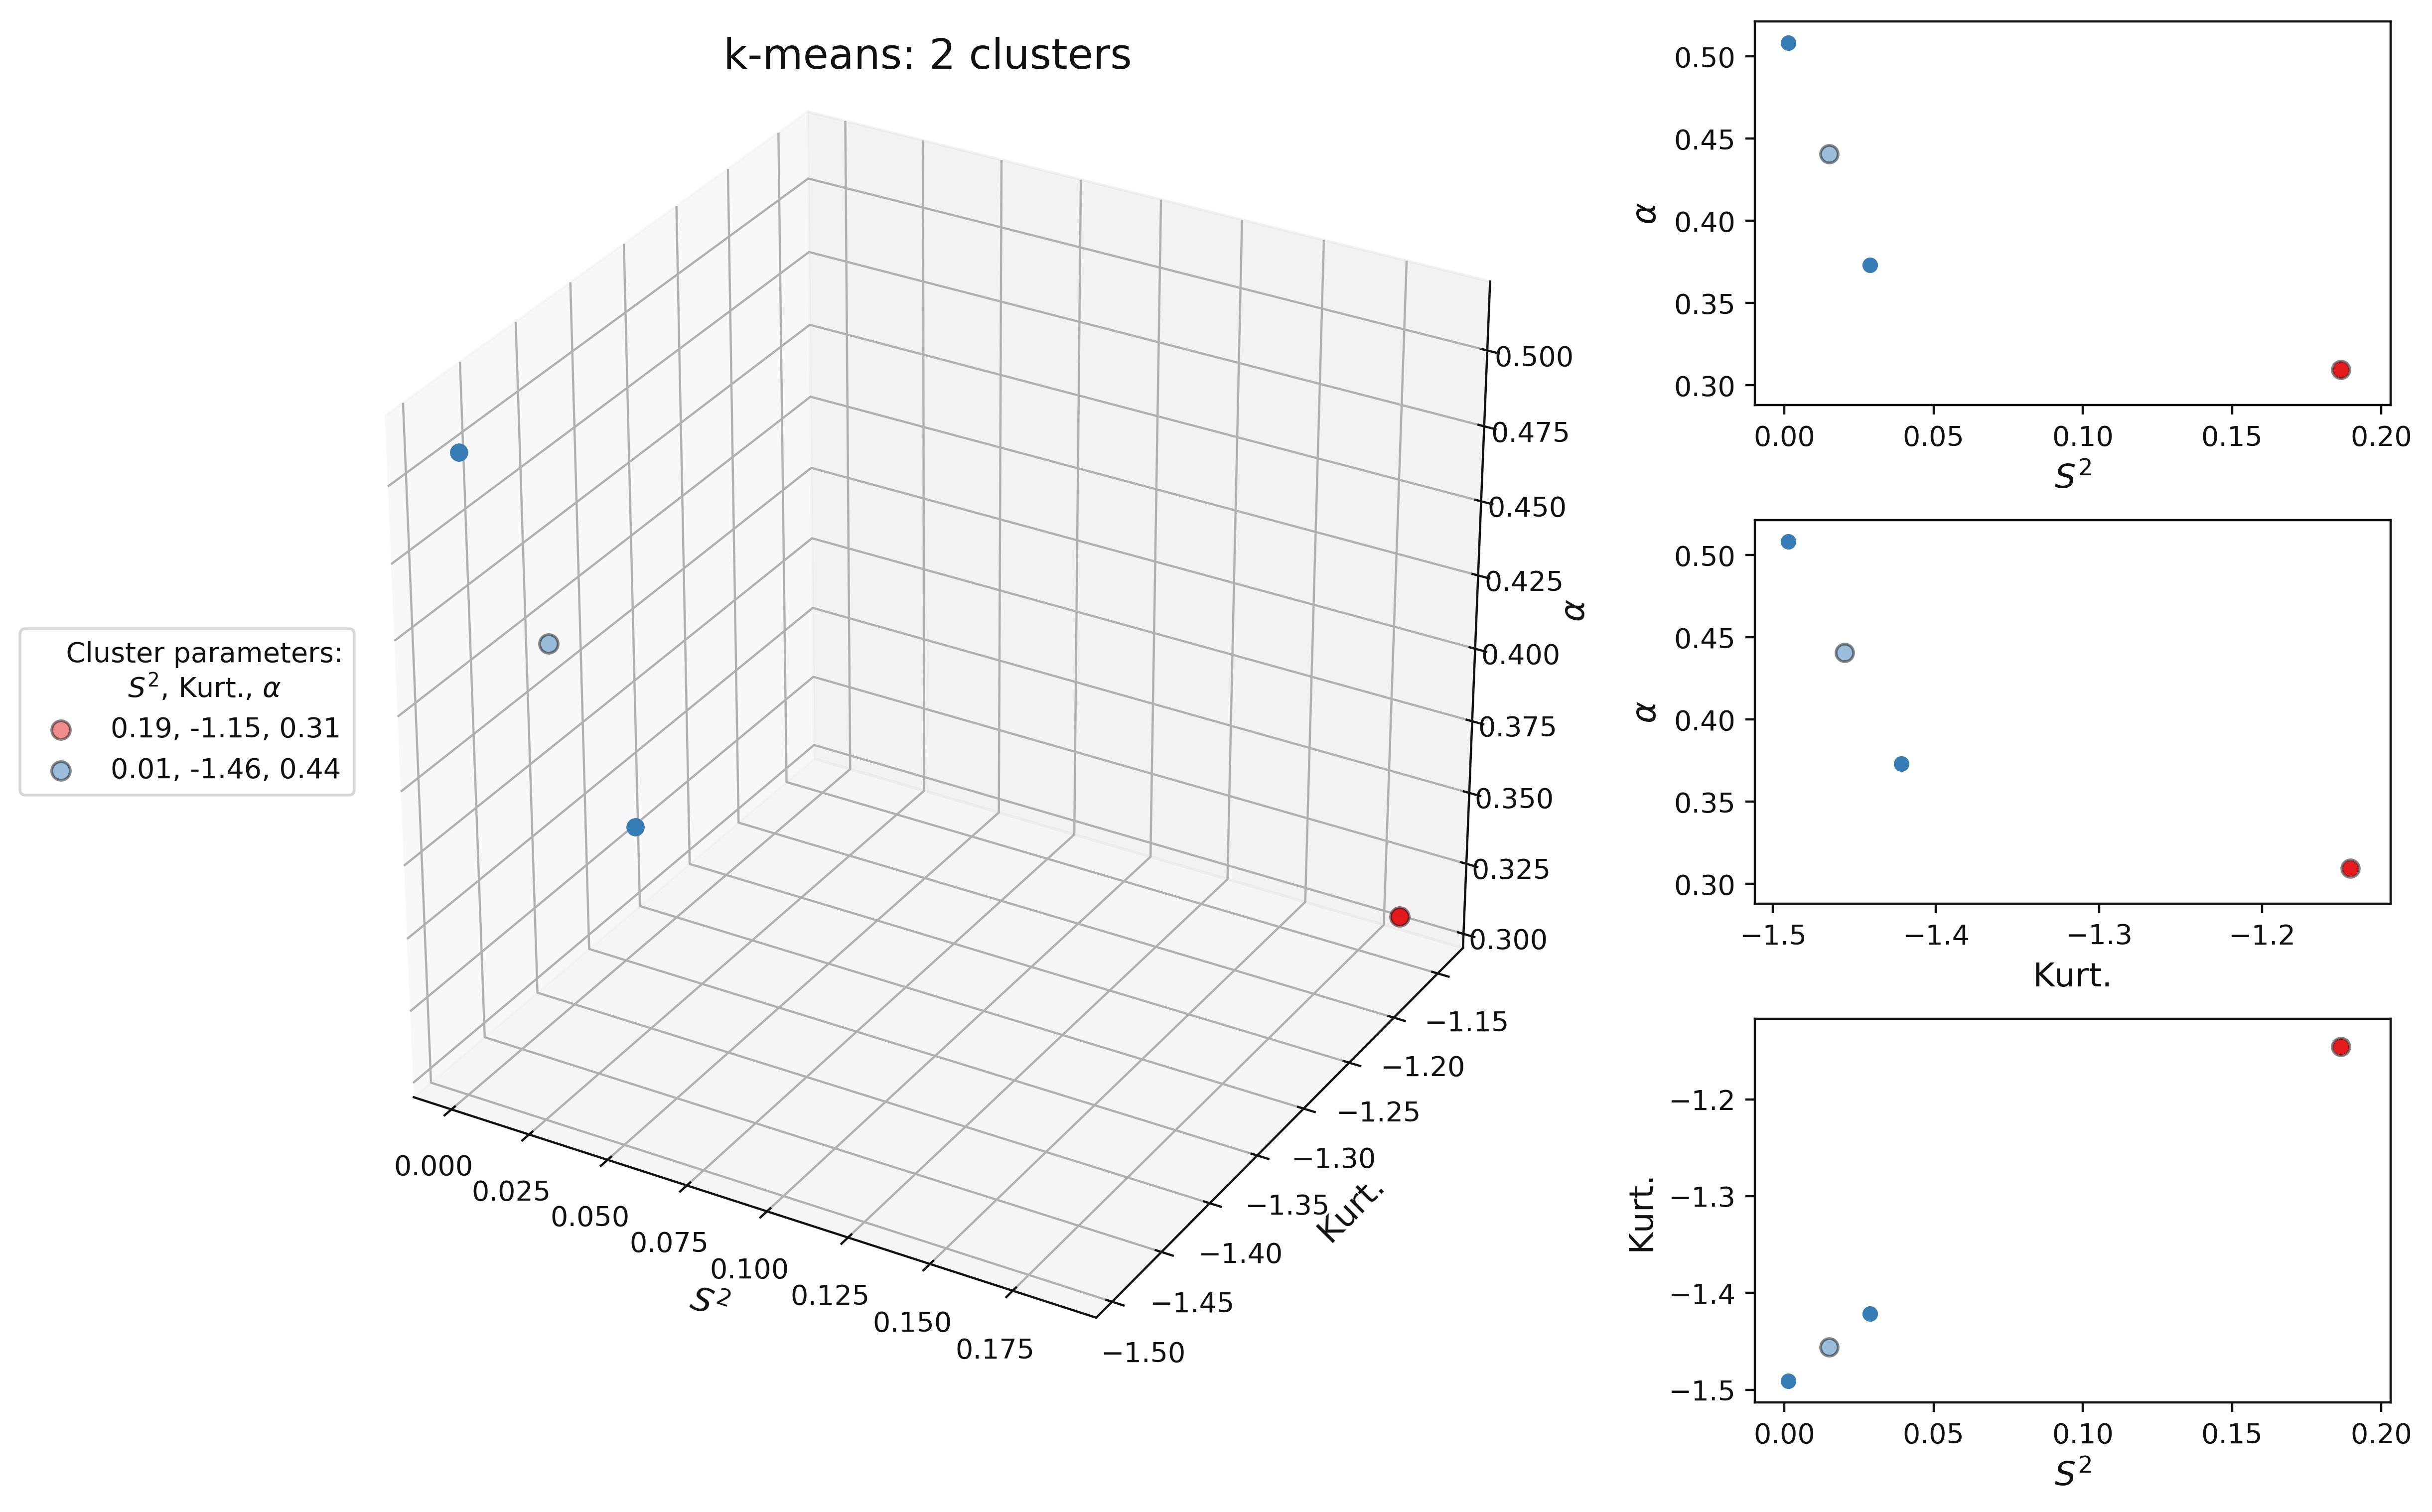 k-means: 2 clusters
Cluster parameters:
S², Kurt., α
0.19, -1.15, 0.31
0.01, -1.46, 0.44
0.500
0.475
0.450
0.425
0.400
0.375
0.350
0.325
0.300
α
−1.15
−1.20
−1.25
−1.30
−1.35
−1.40
−1.45
−1.50
Kurt.
0.000
0.025
0.050
0.075
0.100
0.125
0.150
0.175
S²
0.50
0.45
0.40
0.35
0.30
α
0.00 0.05 0.10 0.15 0.20
S²
0.50
0.45
0.40
0.35
0.30
α
−1.5 −1.4 −1.3 −1.2
Kurt.
−1.2
−1.3
−1.4
−1.5
Kurt.
0.00 0.05 0.10 0.15 0.20
S²